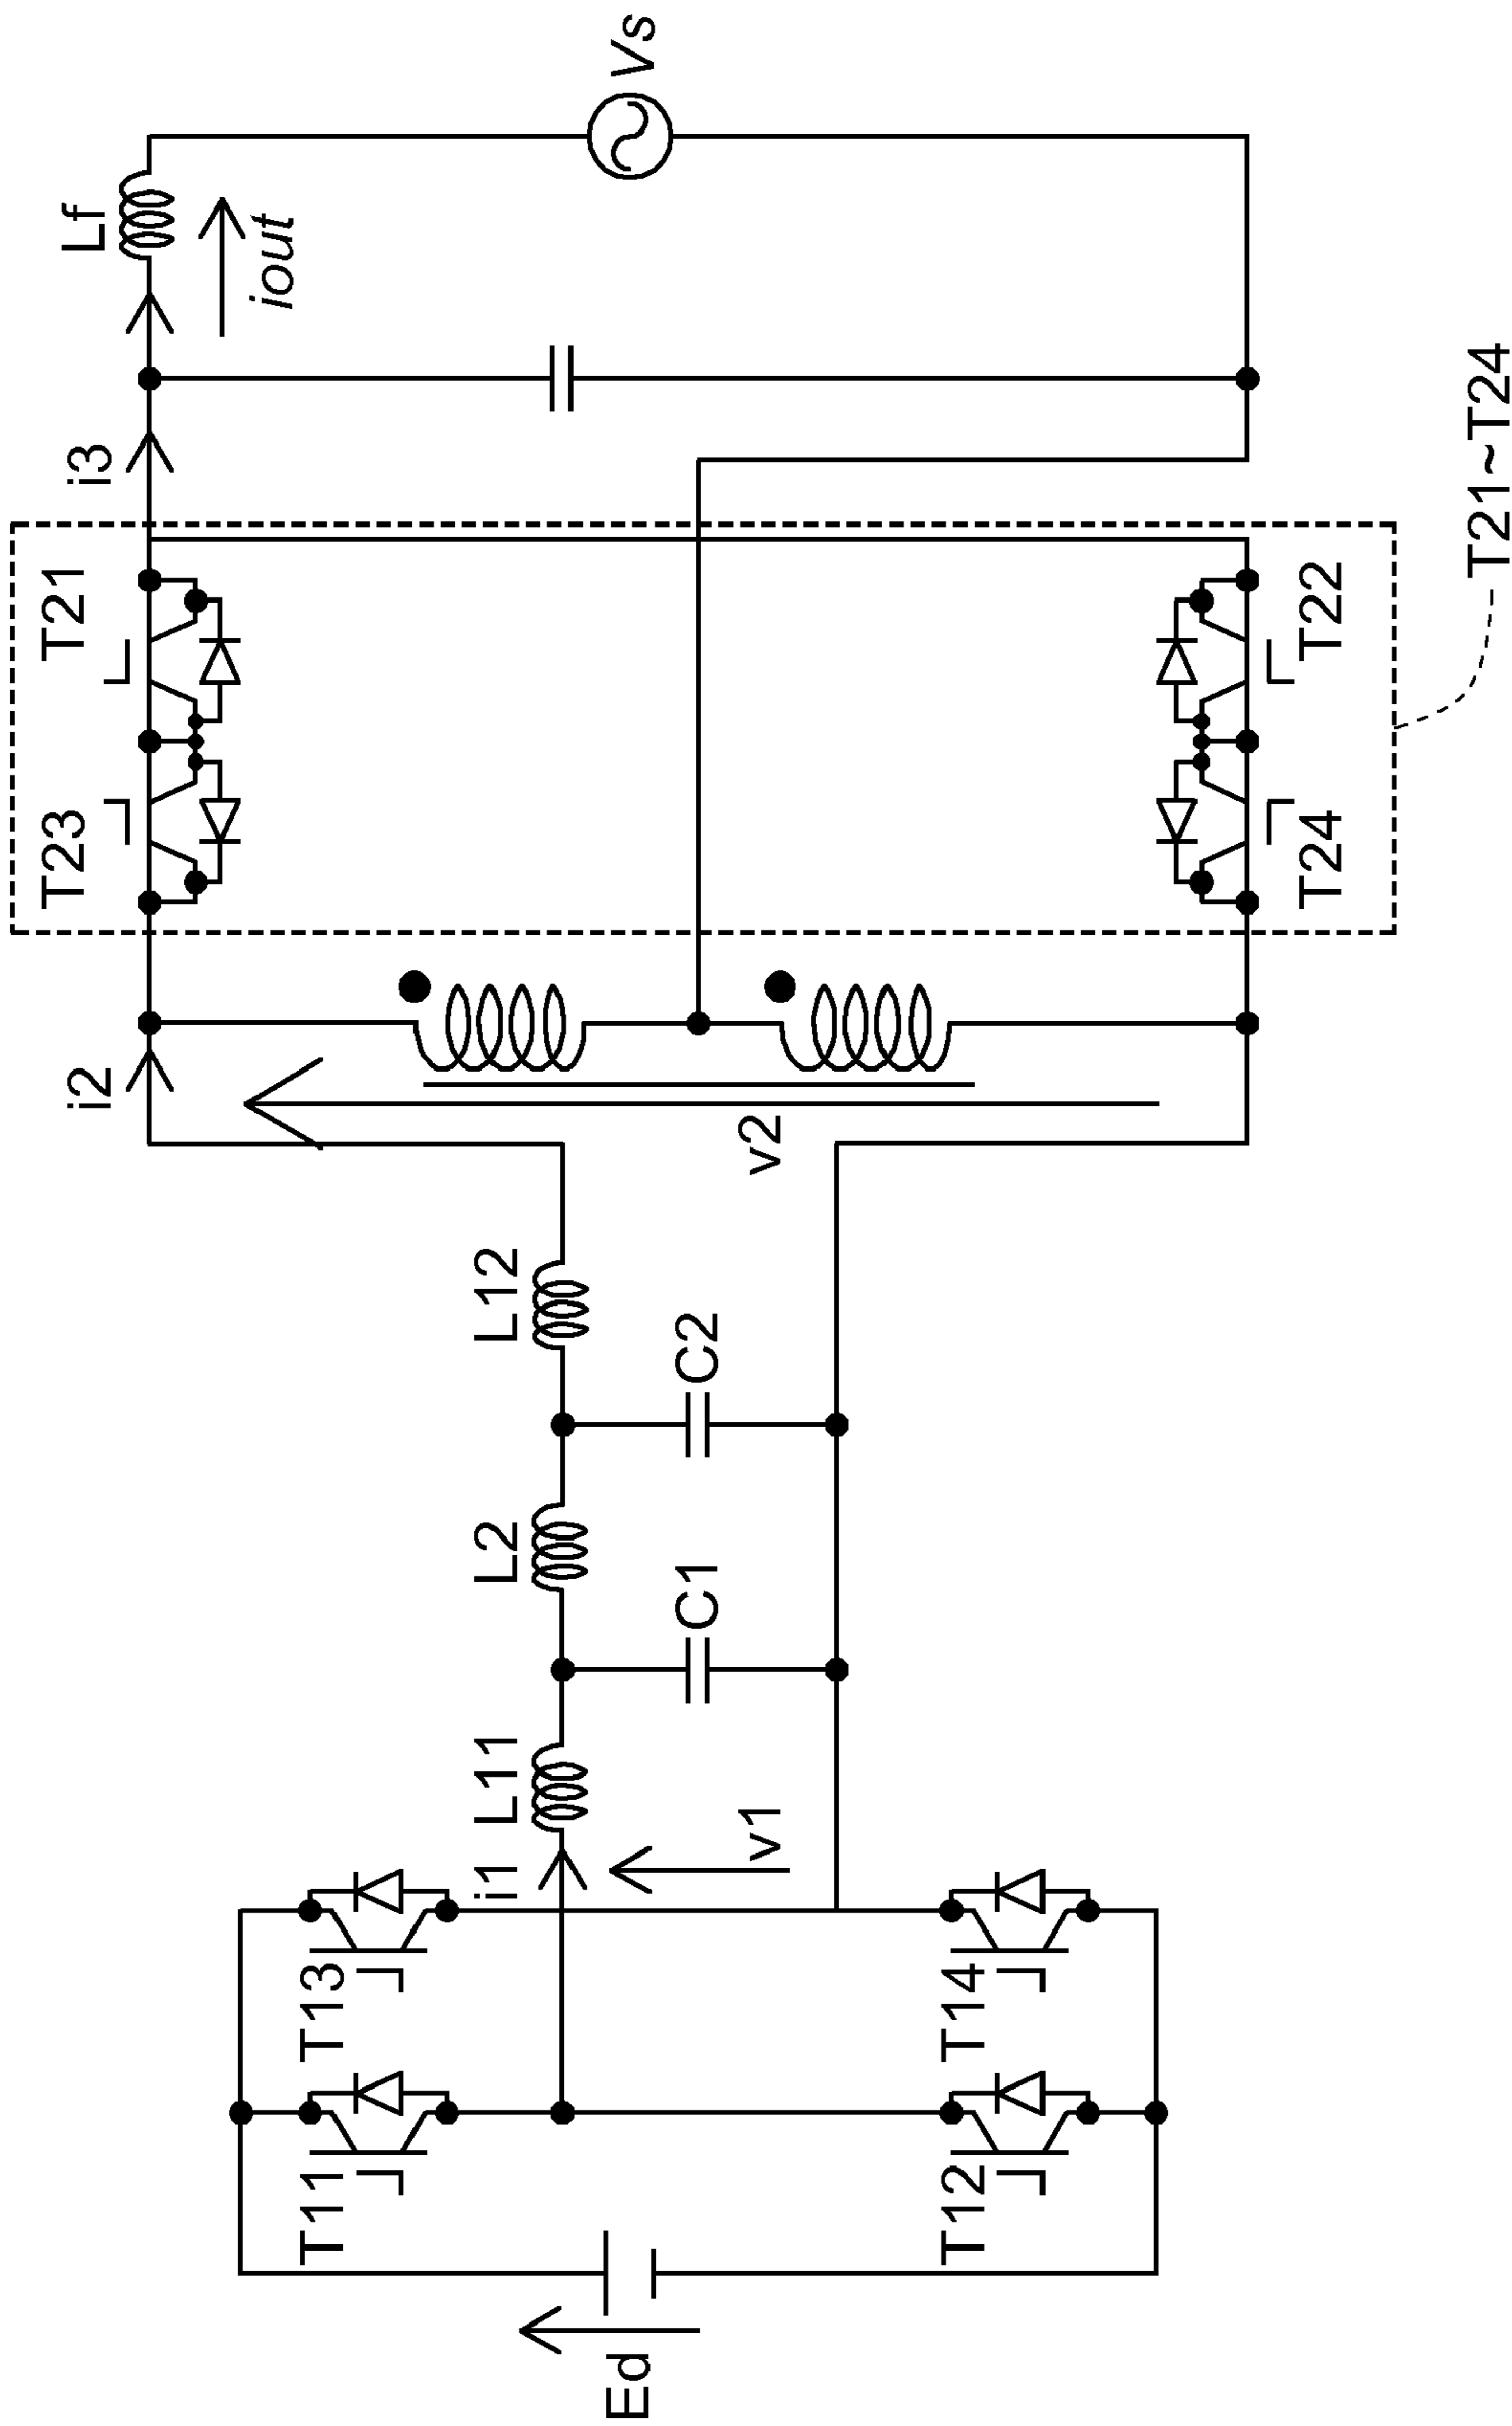 Ed
T11
T12
T13
T14
i1
v1
L11
C1
L2
C2
L12
i2
v2
T23
T21
T24
T22
T21~T24
i3
iout
Lf
Vs